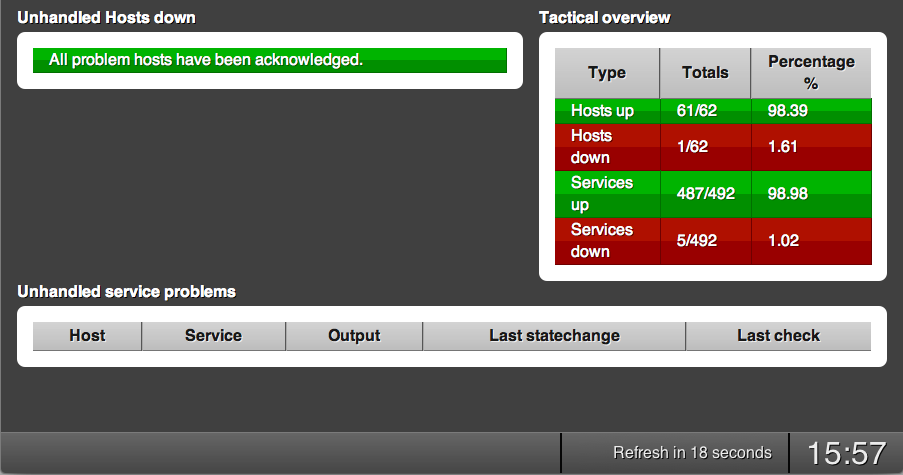 Unhandled Hosts down
All problem hosts have been acknowledged.
Tactical overview
Type Totals Percentage
%
Hosts up 61/62 98.39
Hosts
down 1/62 1.61
Services
up 487/492 98.98
Services
down 5/492 1.02
Unhandled service problems
Host Service Output Last statechange Last check
Refresh in 18 seconds 15:57